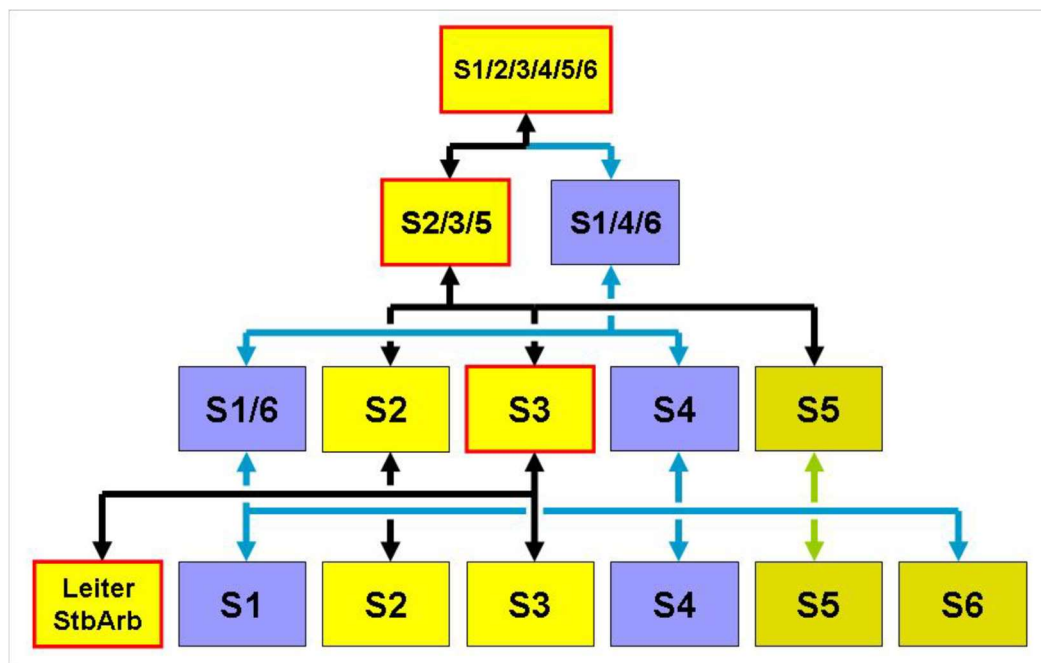 S1/2/3/4/5/6
S2/3/5
S1/4/6
S1/6
S2
S3
S4
S5
Leiter
StbArb
S1
S2
S3
S4
S5
S6